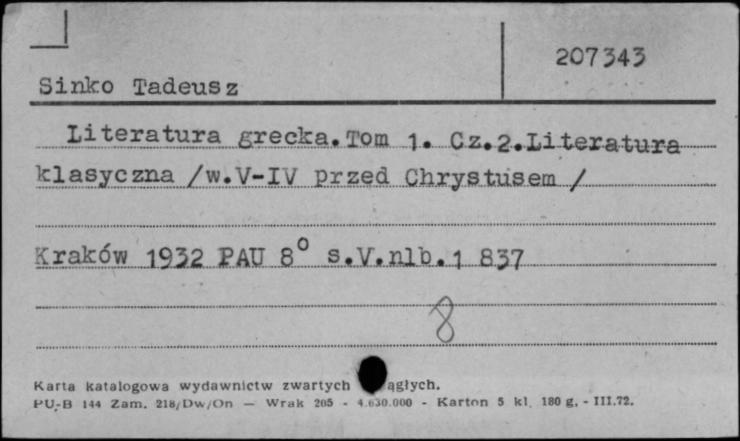 207343
Sinko Tadeusz
Literatura grecka.Tom 1. Cz.2.Literatura
klasyczna /w.V-IV przed Chrystusem /
Kraków 1932 PAU 8° s.V.nlb.1 837
8
Karta katalogowa wydawnictw zwartych ągłych.
PU-B 144 Zam. 218/Dw/On — Wrak 205 - 4.630.000 - Karton 5 kl. 180 g. - III.72.